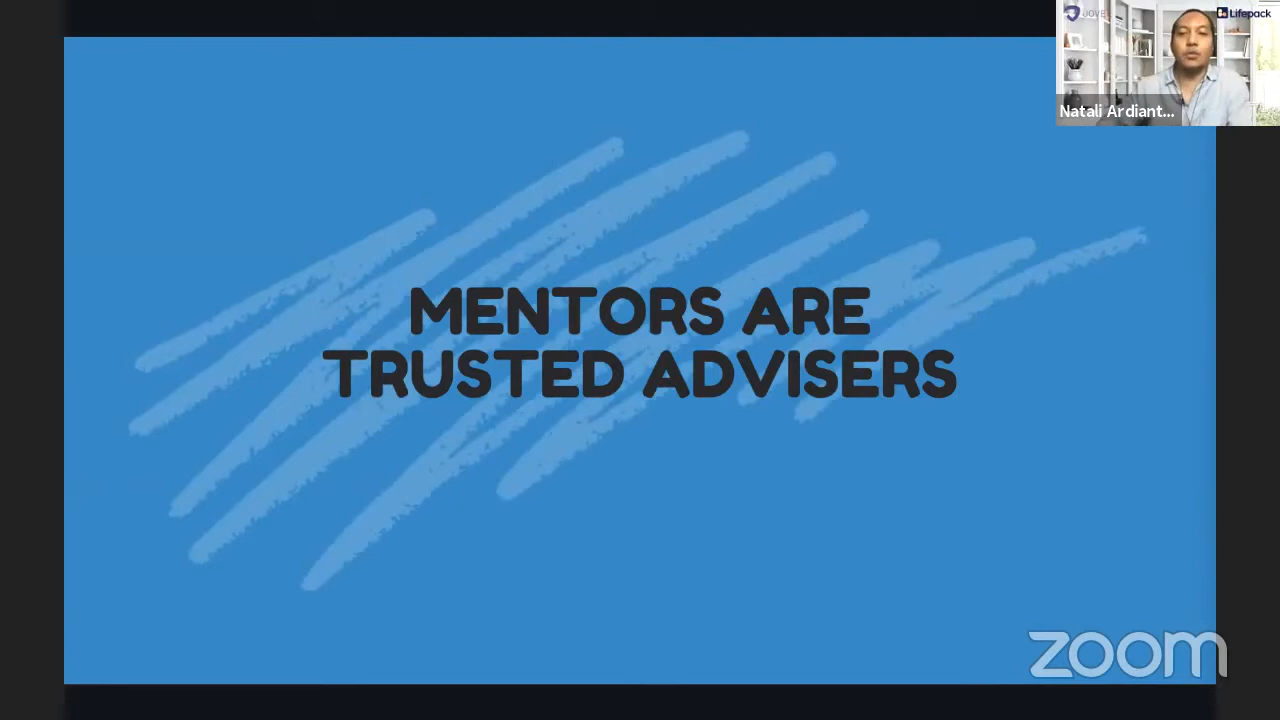 Lifepack
Natali Ardiant...
MENTORS ARE
TRUSTED ADVISERS
zoom